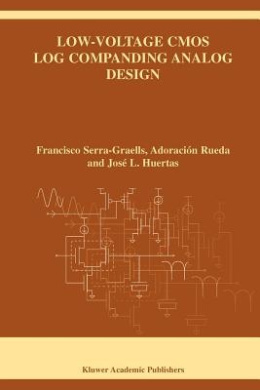 LOW-VOLTAGE CMOS
LOG COMPANDING ANALOG
DESIGN
Francisco Serra-Graells, Adoración Rueda
and José L. Huertas
Kluwer Academic Publishers